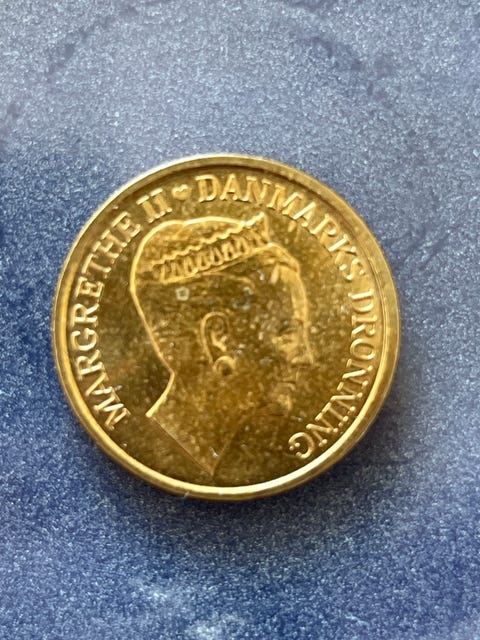 MARGRETHE II ♥ DANMARKS DRONNING